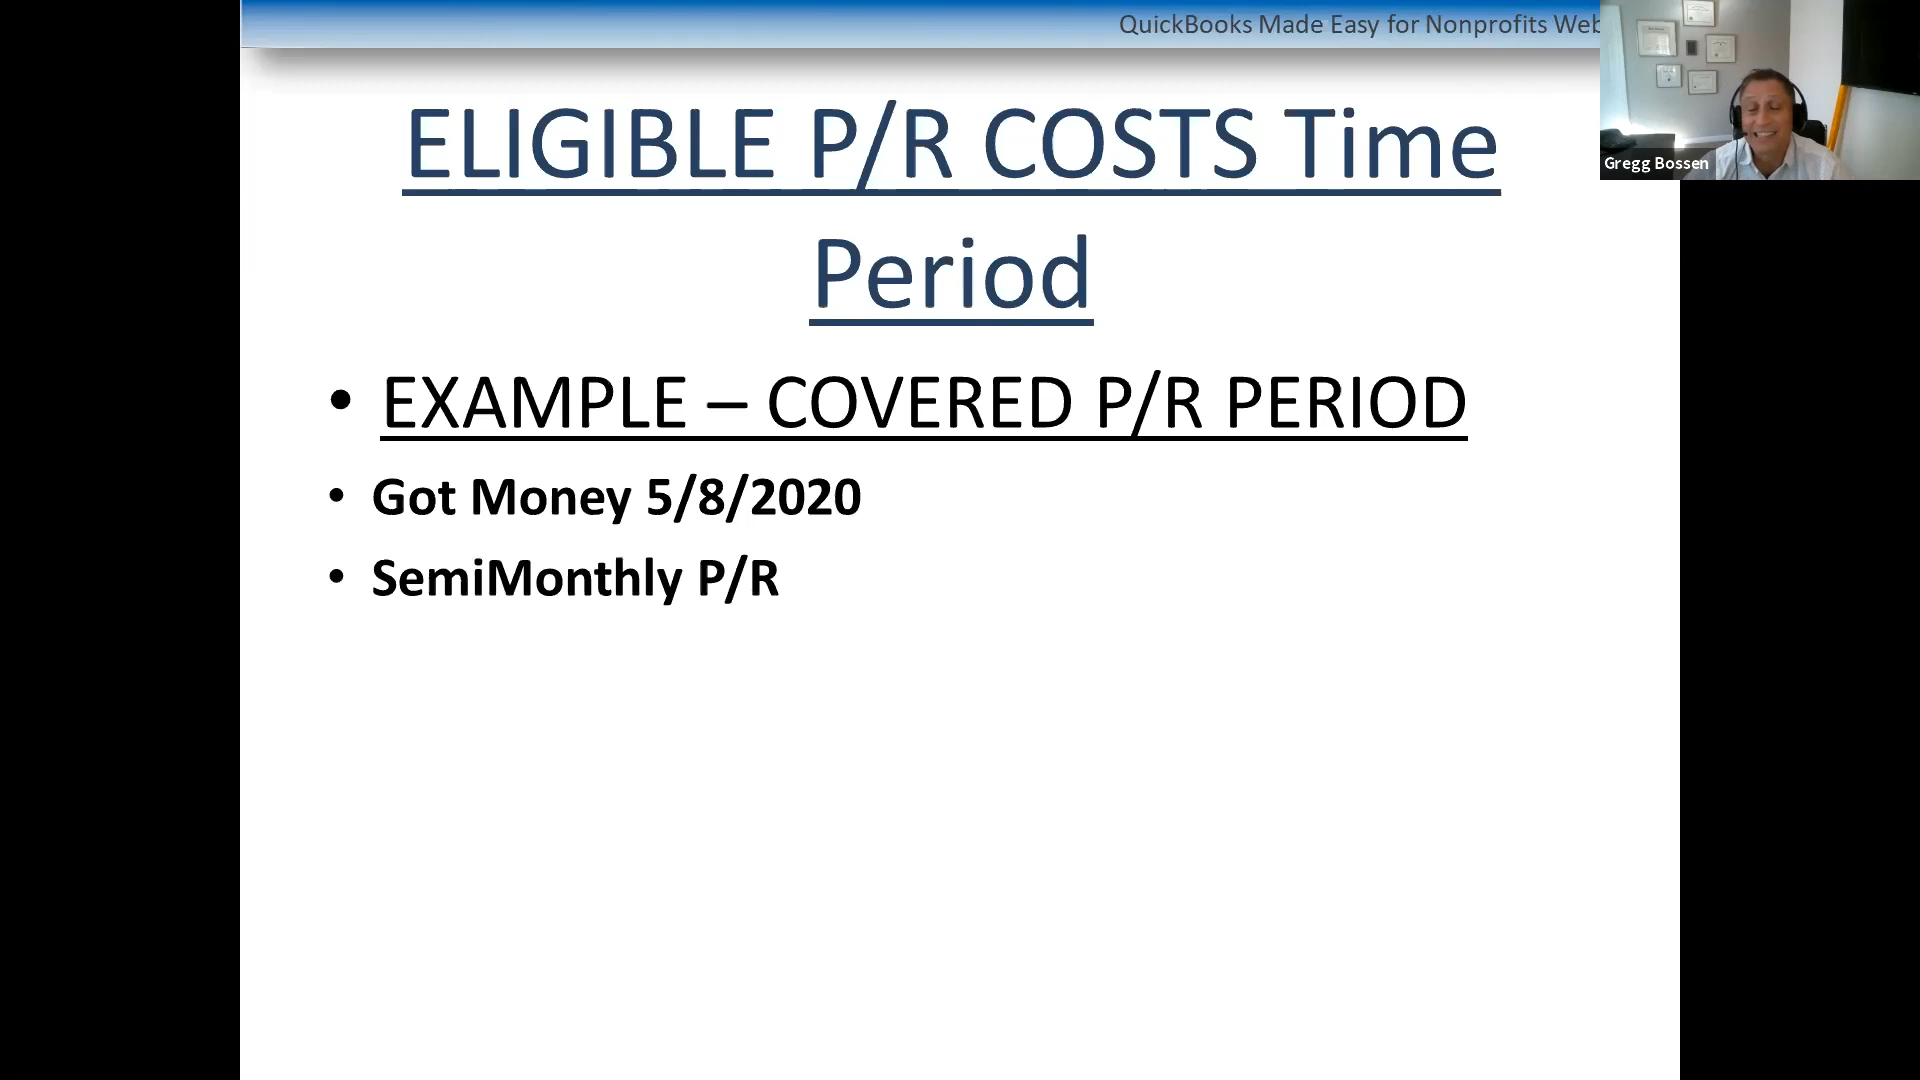 QuickBooks Made Easy for Nonprofits Web
Gregg Bossen
ELIGIBLE P/R COSTS Time
Period
• EXAMPLE – COVERED P/R PERIOD
• Got Money 5/8/2020
• SemiMonthly P/R